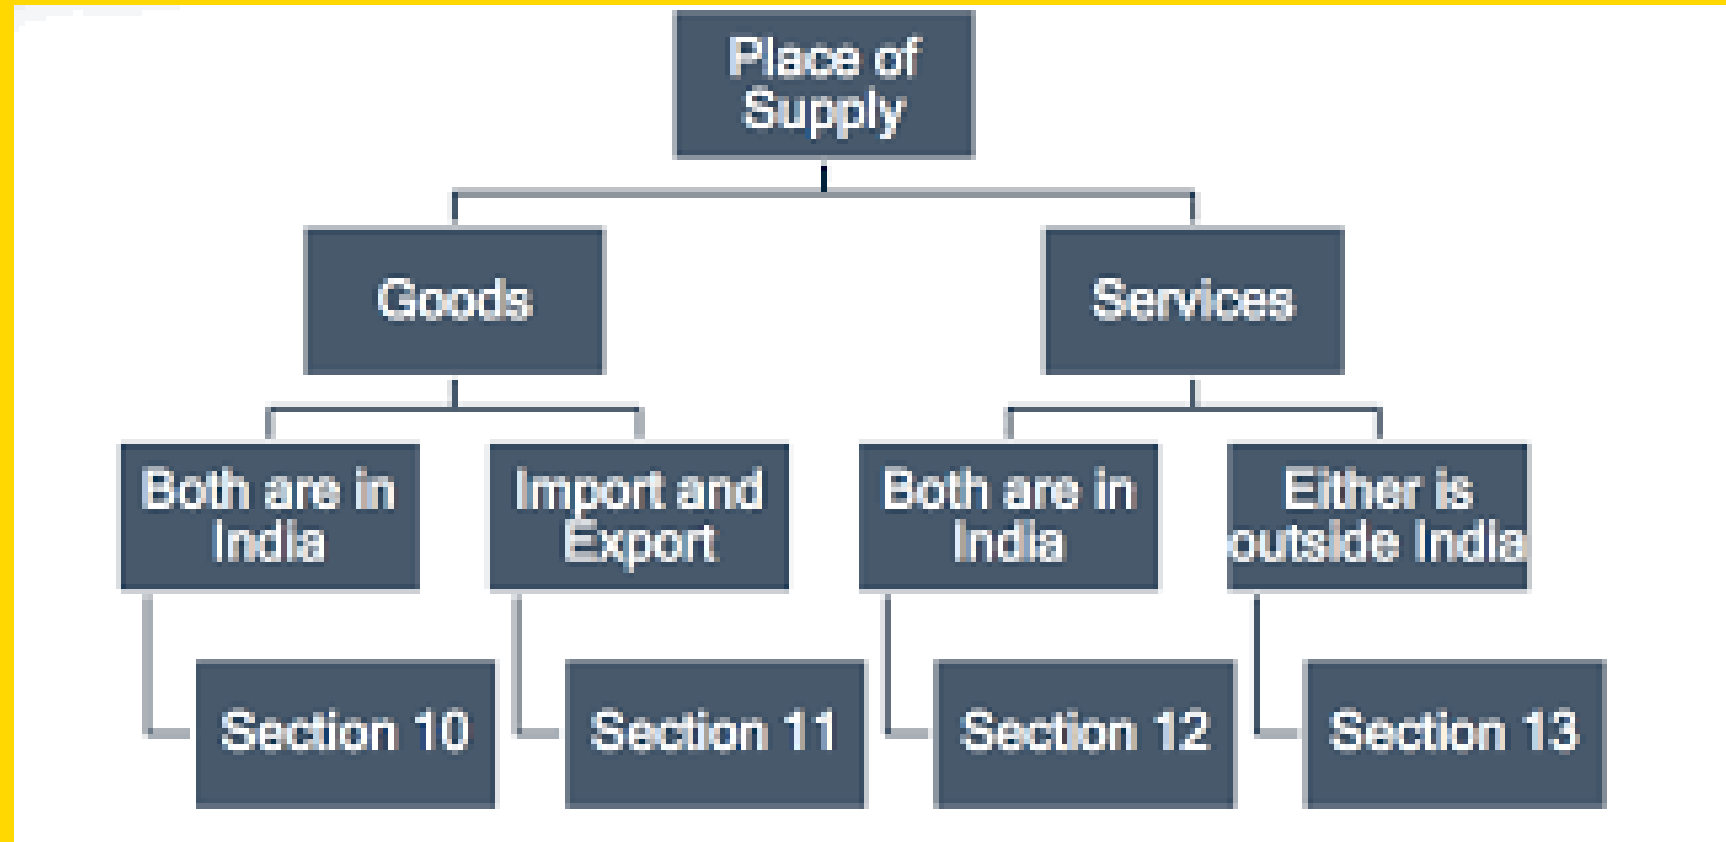 Place of
Supply
Goods
Services
Both are in
India
Import and
Export
Both are in
India
Either is
outside India
Section 10
Section 11
Section 12
Section 13